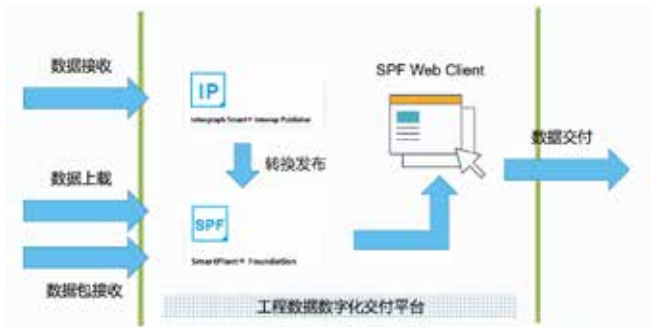 数据接收
IP
Intergraph Smart® Interop Publisher
SPF Web Client
转换发布
数据交付
数据上载
SPF
SmartPlant® Foundation
数据包接收
工程数据数字化交付平台